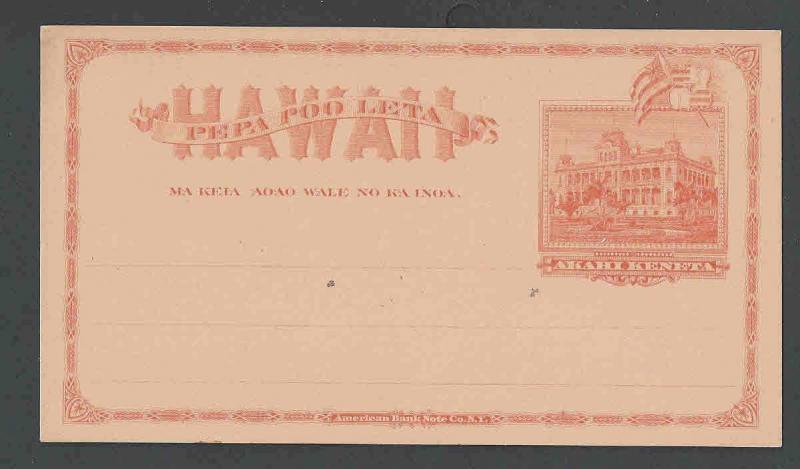 HAWAII
PEPA POO LETA
MA KEIA AOAO WALE NO KA INOA.
AKAHI KENETA
American Bank Note Co. N.Y.